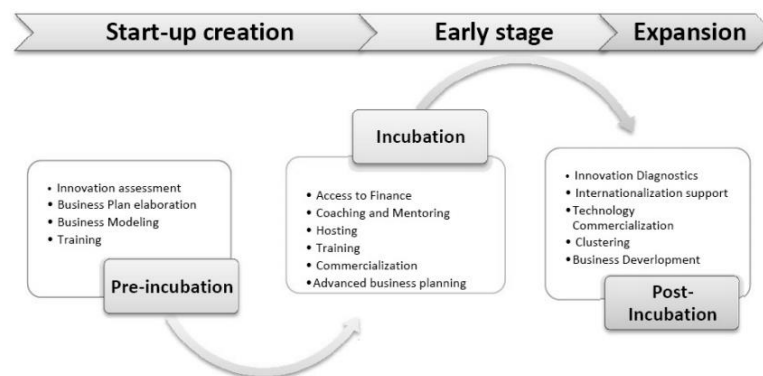 Start-up creation
Early stage
Expansion
• Innovation assessment
• Business Plan elaboration
• Business Modeling
• Training
Pre-incubation
Incubation
• Access to Finance
• Coaching and Mentoring
• Hosting
• Training
• Commercialization
•Advanced business planning
• Innovation Diagnostics
• Internationalization support
•Technology
Commercialization
• Clustering
•Business Deverlopment
Post-
Incubation